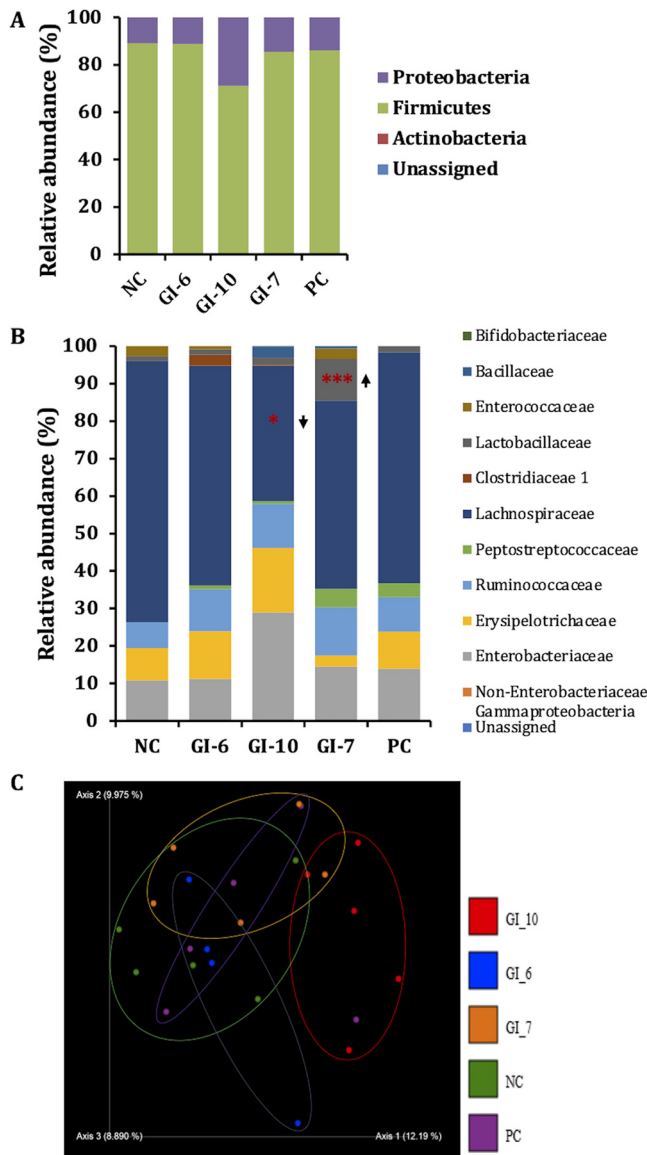 A
Relative abundance (%)
100
80
60
40
20
0
NC
GI-6
GI-10
GI-7
PC
Proteobacteria
Firmicutes
Actinobacteria
Unassigned
B
Relative abundance (%)
100
90
80
70
60
50
40
30
20
10
0
*
***
NC
GI-6
GI-10
GI-7
PC
Bifidobacteriaceae
Bacillaceae
Enterococcaceae
Lactobacillaceae
Clostridiaceae 1
Lachnospiraceae
Peptostreptococcaceae
Ruminococcaceae
Erysipelotrichaceae
Enterobacteriaceae
Non-Enterobacteriaceae
Gammaproteobacteria
Unassigned
C
Axis 2 (9.975 %)
Axis 3 (8.890 %)
Axis 1 (12.19 %)
GI_10
GI_6
GI_7
NC
PC